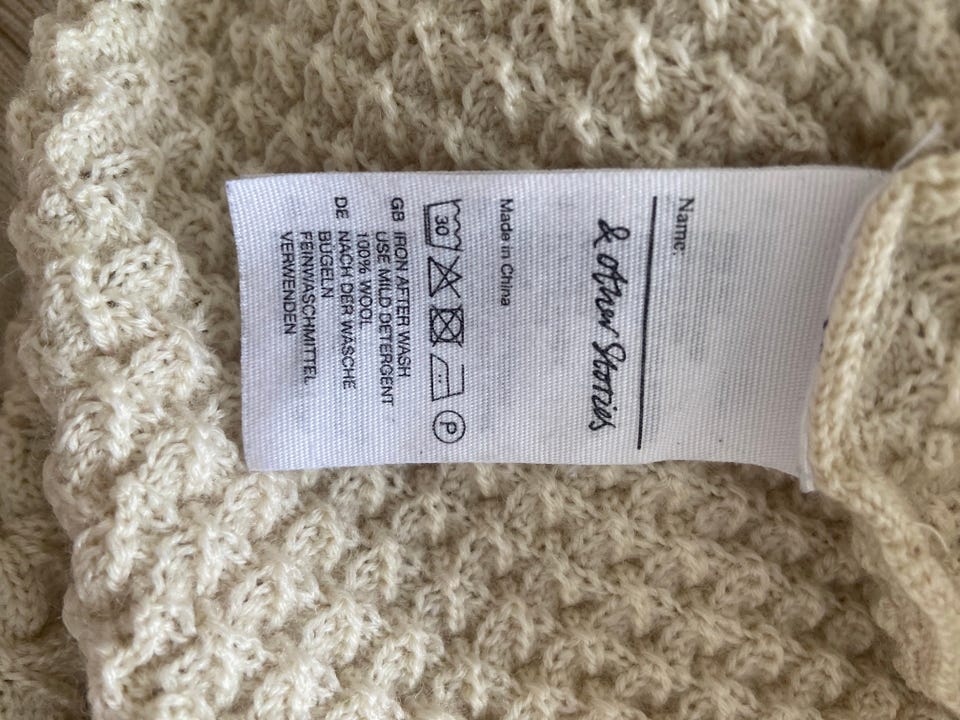 Name:
& other Stories
Made in China
30 P
GB IRON AFTER WASH
USE MILD DETERGENT
100% WOOL
DE NACH DER WÄSCHE
BÜGELN
FEINWASCHMITTEL
VERWENDEN